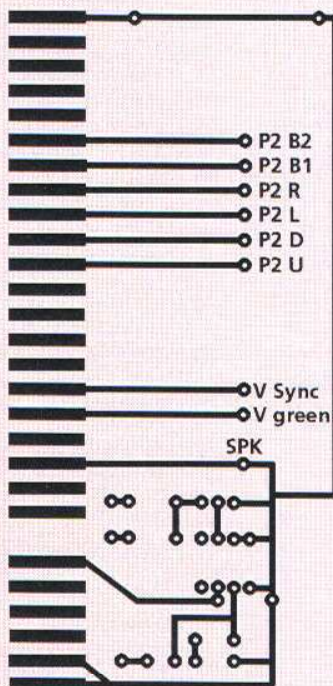 P2 B2
P2 B1
P2 R
P2 L
P2 D
P2 U
V Sync
V green
SPK